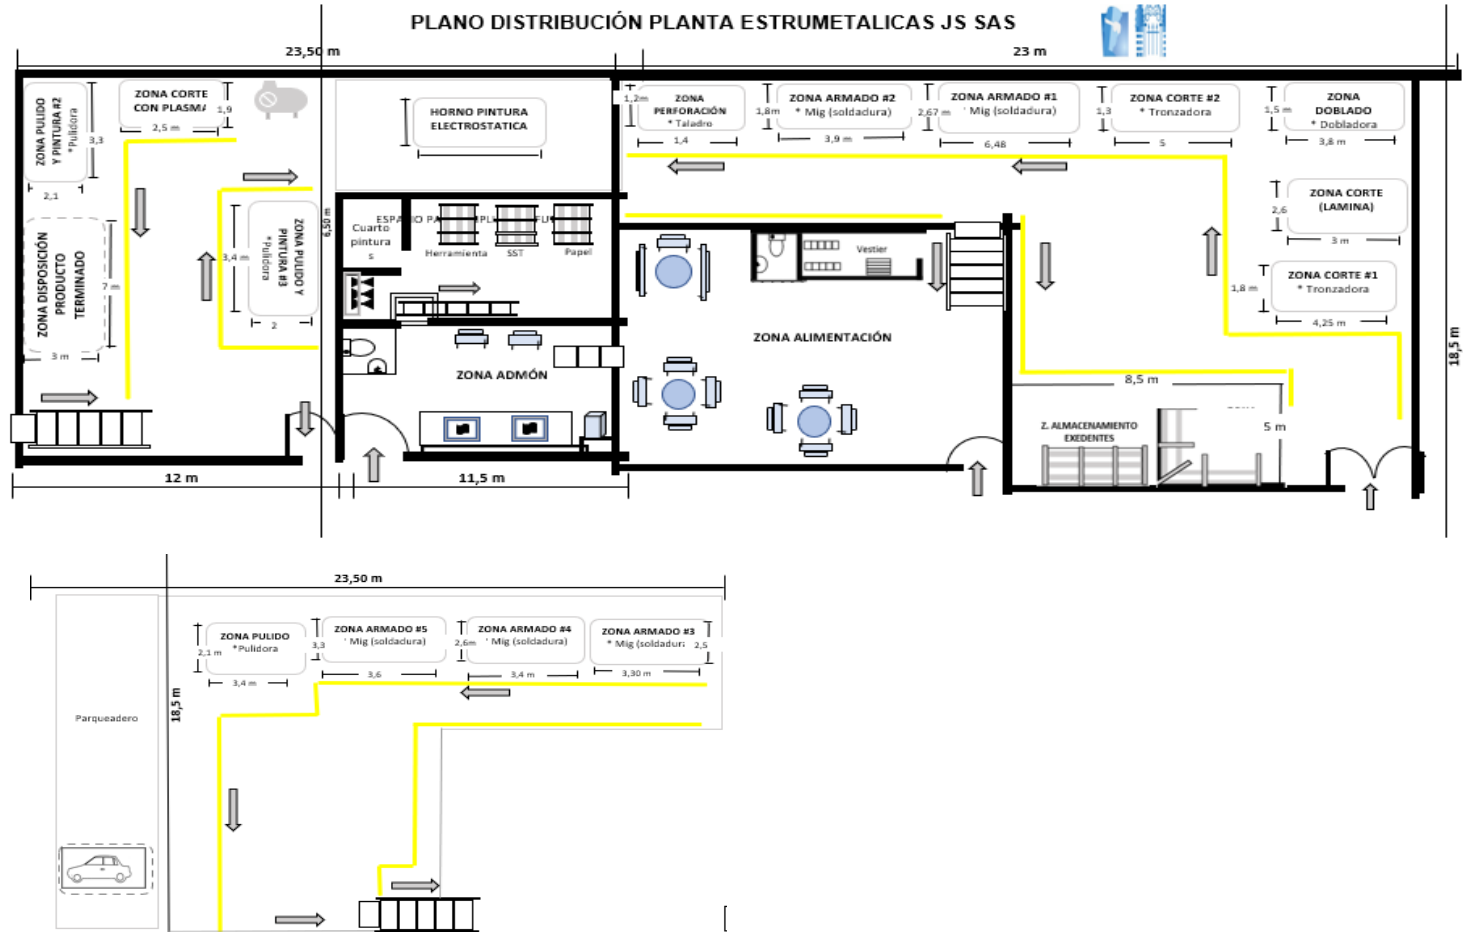 PLANO DISTRIBUCIÓN PLANTA ESTRUMETALICAS JS SAS
23,50 m
23 m
ZONA PULIDO
Y PINTURA #2
*Pulidora
3,3
2,1
ZONA CORTE
CON PLASMA
1,9
2,5 m
HORNO PINTURA
ELECTROSTATICA
1,2m
ZONA
PERFORACIÓN
* Taladro
1,4
1,8m
ZONA ARMADO #2
* Mig (soldadura)
3,9 m
2,67 m
ZONA ARMADO #1
* Mig (soldadura)
6,48
1,3
ZONA CORTE #2
* Tronzadora
5
1,5 m
ZONA
DOBLADO
* Dobladora
3,8 m
2,6
ZONA CORTE
(LAMINA)
3 m
1,8 m
ZONA CORTE #1
* Tronzadora
4,25 m
18,5 m
ZONA DISPOSICIÓN
PRODUCTO
TERMINADO
7 m
3 m
3,4 m
ZONA PULIDO Y
PINTURA #3
*Pulidora
2
6,50 m
Cuarto
pintura
s
Herramienta
SST
Papel
Vestier
ZONA ALIMENTACIÓN
ZONA ADMÓN
8,5 m
5 m
Z. ALMACENAMIENTO
EXEDENTES
12 m
11,5 m
23,50 m
Parqueadero
18,5 m
2,1 m
ZONA PULIDO
*Pulidora
3,4 m
3,3
ZONA ARMADO #5
' Mig (soldadura)
3,6
2,6m
ZONA ARMADO #4
' Mig (soldadura)
3,4 m
ZONA ARMADO #3
* Mig (soldadura
2,5
3,30 m